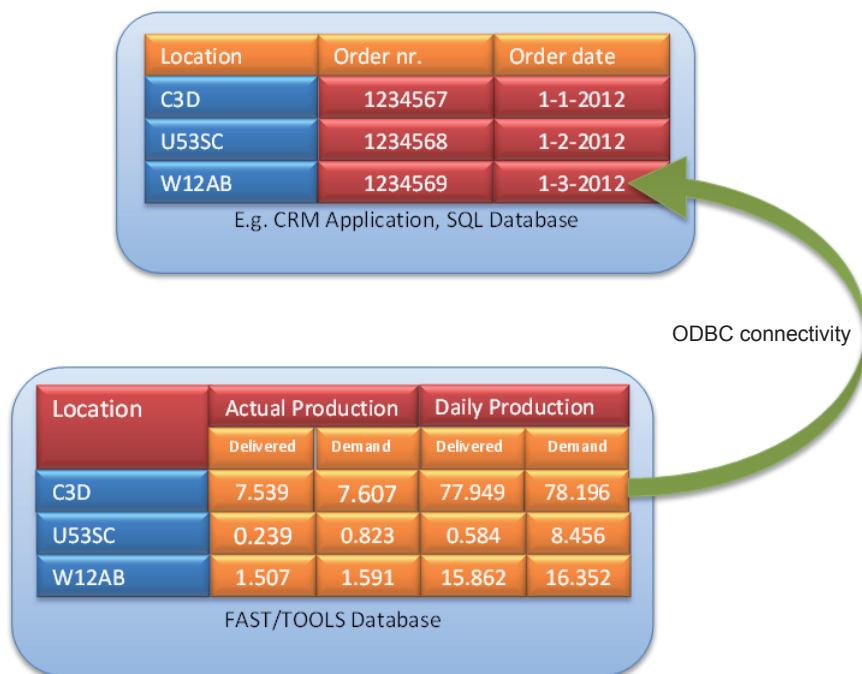 Location Order nr. Order date
C3D 1234567 1-1-2012
U53SC 1234568 1-2-2012
W12AB 1234569 1-3-2012
E.g. CRM Application, SQL Database
ODBC connectivity
Location Actual Production Daily Production
Delivered Demand Delivered Demand
C3D 7.539 7.607 77.949 78.196
U53SC 0.239 0.823 0.584 8.456
W12AB 1.507 1.591 15.862 16.352
FAST/TOOLS Database